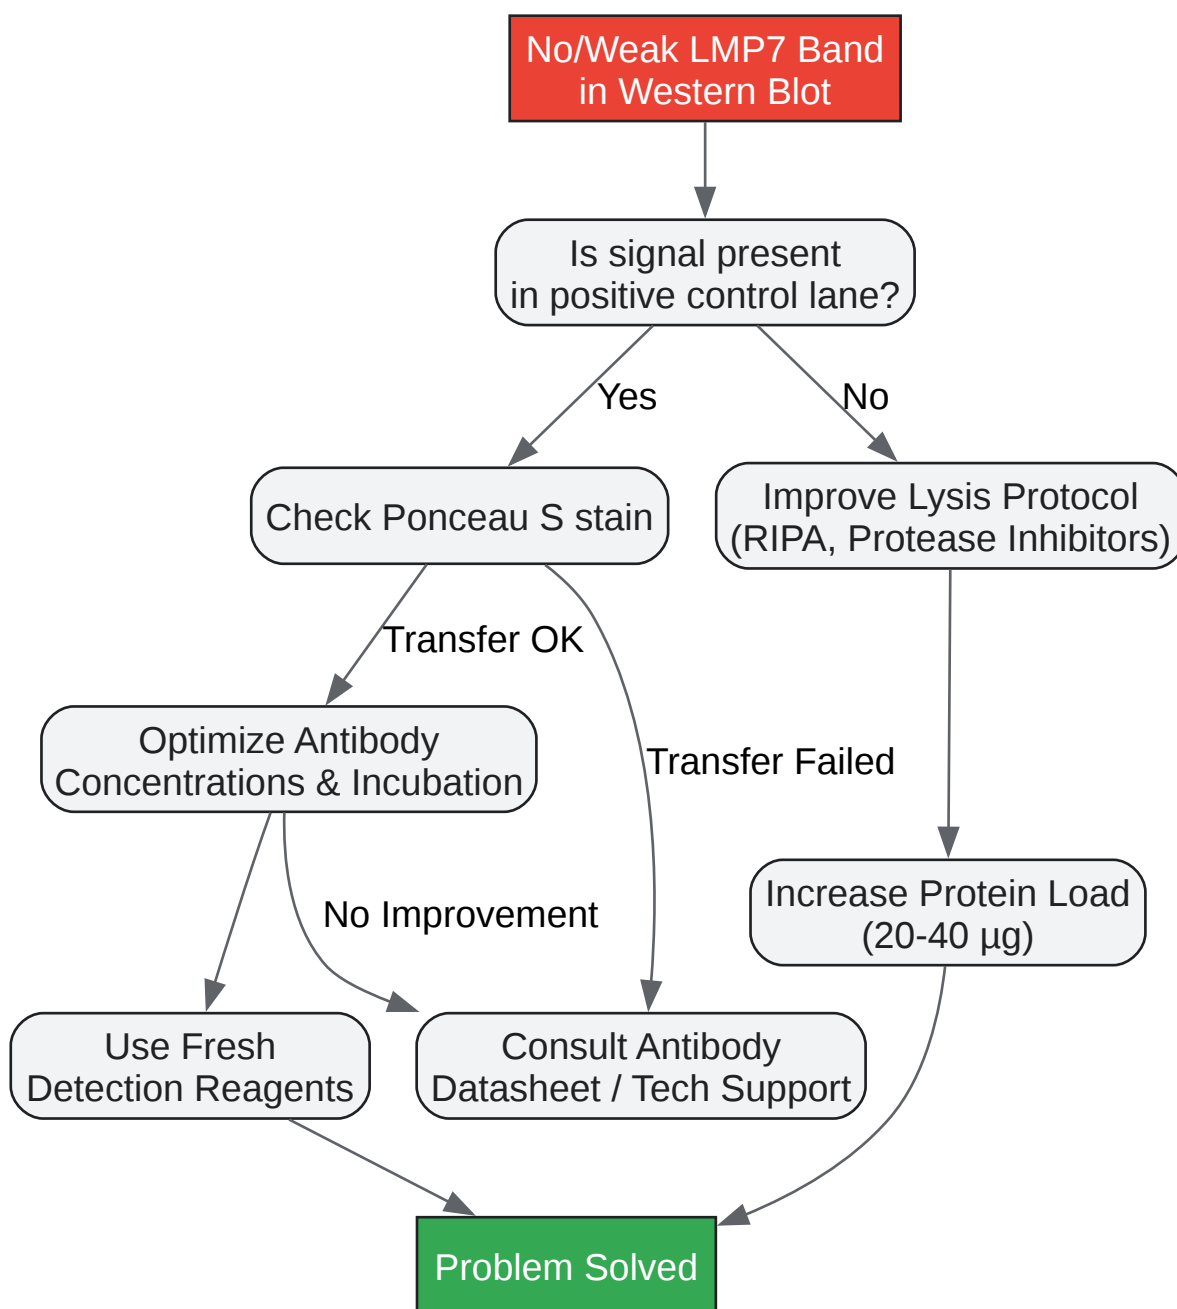 No/Weak LMP7 Band
in Western Blot
Is signal present
in positive control lane?
Yes
No
Check Ponceau S stain
Improve Lysis Protocol
(RIPA, Protease Inhibitors)
Transfer OK
Optimize Antibody
Concentrations & Incubation
Transfer Failed
Increase Protein Load
(20-40 µg)
No Improvement
Use Fresh
Detection Reagents
Consult Antibody
Datasheet / Tech Support
Problem Solved